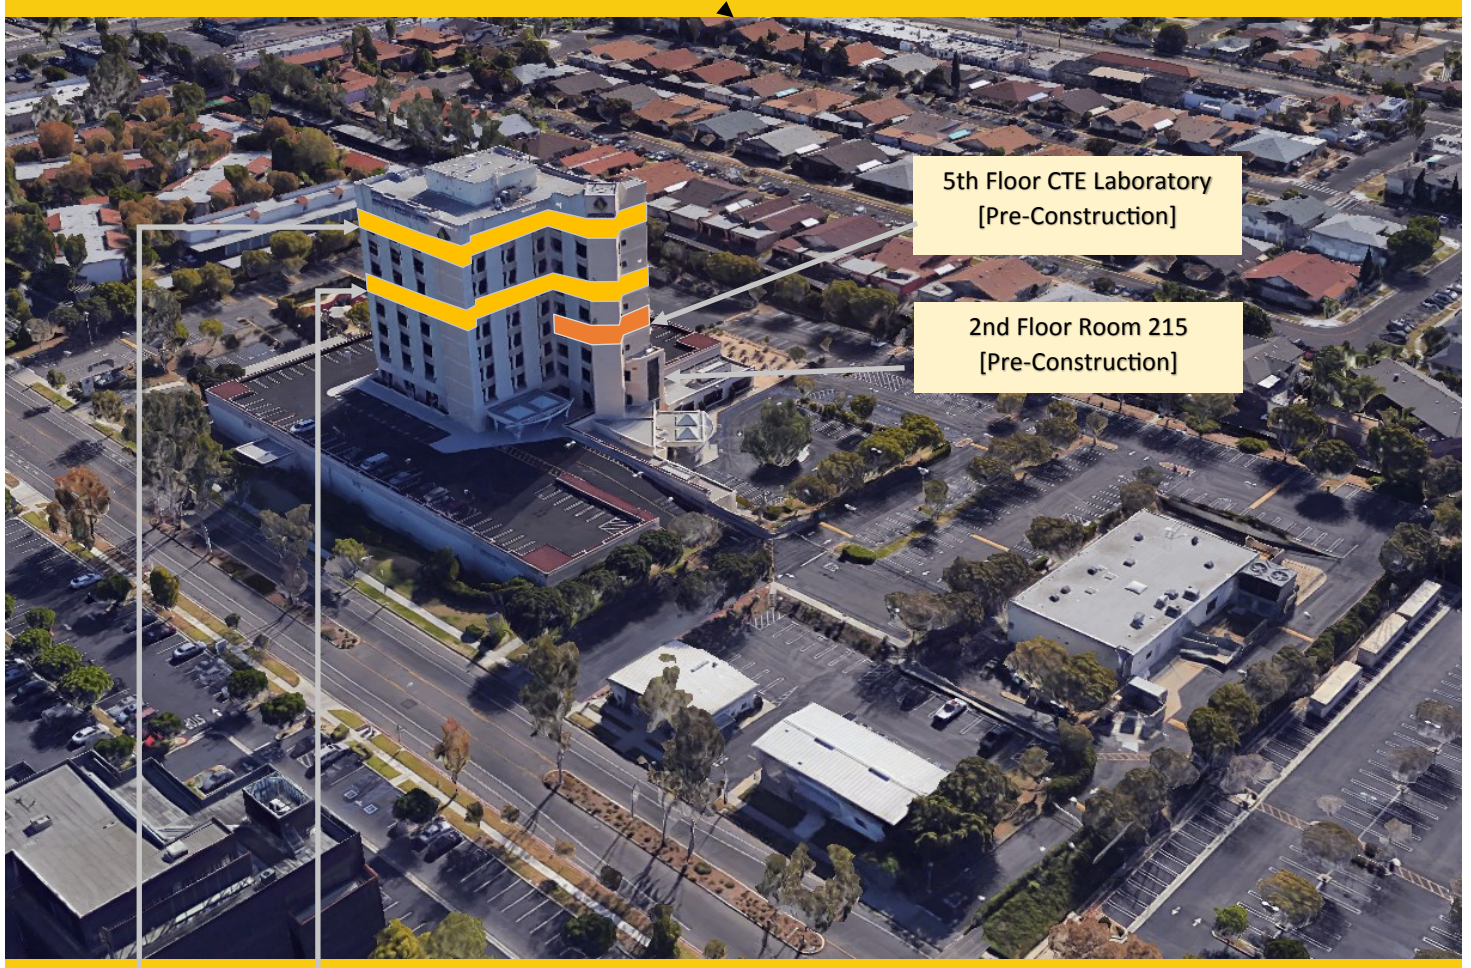 5th Floor CTE Laboratory
[Pre-Construction]
2nd Floor Room 215
[Pre-Construction]